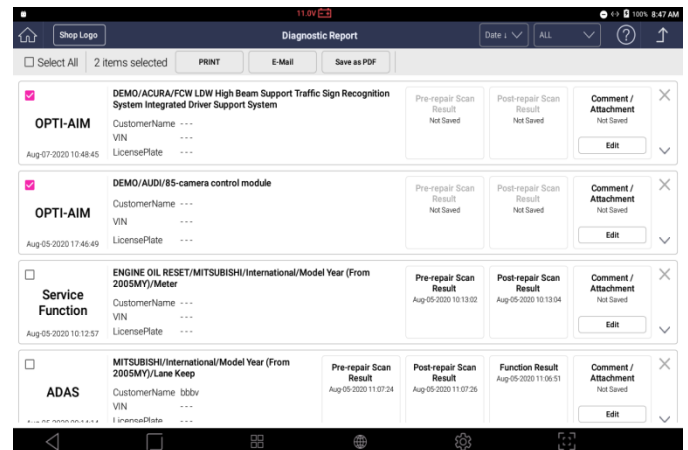 11.0V
100% 8:47 AM
Shop Logo
Diagnostic Report
Date ↓
ALL
?
Select All
2 items selected
PRINT
E-Mail
Save as PDF
DEMO/ACURA/FCW LDW High Beam Support Traffic Sign Recognition
System Integrated Driver Support System
OPTI-AIM
CustomerName ---
VIN ---
LicensePlate ---
Aug-07-2020 10:48:45
Pre-repair Scan
Result
Not Saved
Post-repair Scan
Result
Not Saved
Comment /
Attachment
Not Saved
Edit
DEMO/AUDI/85-camera control module
OPTI-AIM
CustomerName ---
VIN ---
LicensePlate ---
Aug-05-2020 17:46:49
Pre-repair Scan
Result
Not Saved
Post-repair Scan
Result
Not Saved
Comment /
Attachment
Not Saved
Edit
ENGINE OIL RESET/MITSUBISHI/International/Model Year (From
2005MY)/Meter
Service
Function
CustomerName ---
VIN ---
LicensePlate ---
Aug-05-2020 10:12:57
Pre-repair Scan
Result
Aug-05-2020 10:13:02
Post-repair Scan
Result
Aug-05-2020 10:13:04
Comment /
Attachment
Not Saved
Edit
MITSUBISHI/International/Model Year (From
2005MY)/Lane Keep
ADAS
CustomerName bbbv
VIN ---
LicensePlate ---
Pre-repair Scan
Result
Aug-05-2020 11:07:24
Post-repair Scan
Result
Aug-05-2020 11:07:26
Function Result
Aug-05-2020 11:06:51
Comment /
Attachment
Not Saved
Edit